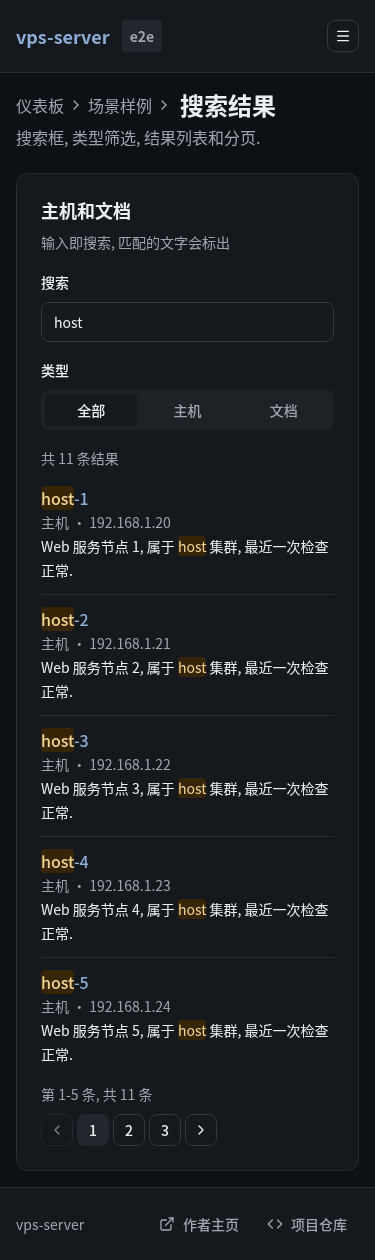 vps-server e2e
仪表板 > 场景样例 > 搜索结果
搜索框, 类型筛选, 结果列表和分页.
主机和文档
输入即搜索, 匹配的文字会标出
搜索
host
类型
全部 主机 文档
共 11 条结果
host-1
主机 • 192.168.1.20
Web 服务节点 1, 属于 host 集群, 最近一次检查
正常.
host-2
主机 • 192.168.1.21
Web 服务节点 2, 属于 host 集群, 最近一次检查
正常.
host-3
主机 • 192.168.1.22
Web 服务节点 3, 属于 host 集群, 最近一次检查
正常.
host-4
主机 • 192.168.1.23
Web 服务节点 4, 属于 host 集群, 最近一次检查
正常.
host-5
主机 • 192.168.1.24
Web 服务节点 5, 属于 host 集群, 最近一次检查
正常.
第 1-5 条, 共 11 条
1 2 3
vps-server 作者主页 项目仓库